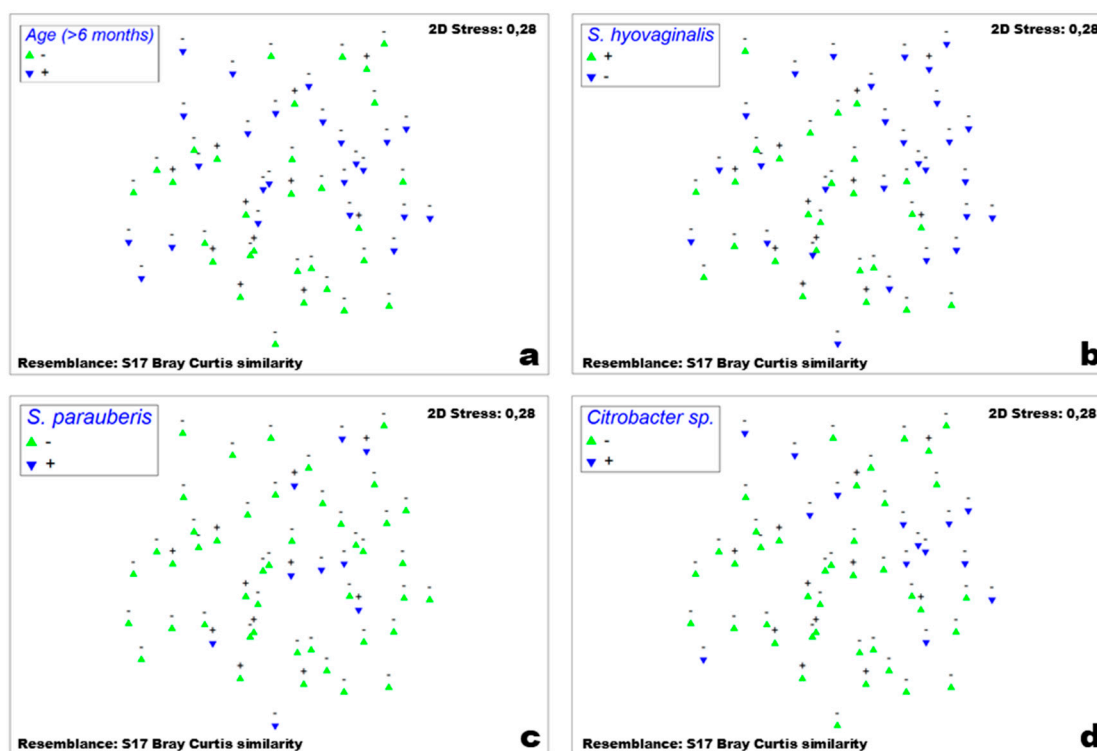 Age (>6 months)
-
+
2D Stress: 0,28
Resemblance: S17 Bray Curtis similarity
a
S. hyovaginalis
+
-
2D Stress: 0,28
Resemblance: S17 Bray Curtis similarity
b
S. parauberis
-
+
2D Stress: 0,28
Resemblance: S17 Bray Curtis similarity
c
Citrobacter sp.
-
+
2D Stress: 0,28
Resemblance: S17 Bray Curtis similarity
d